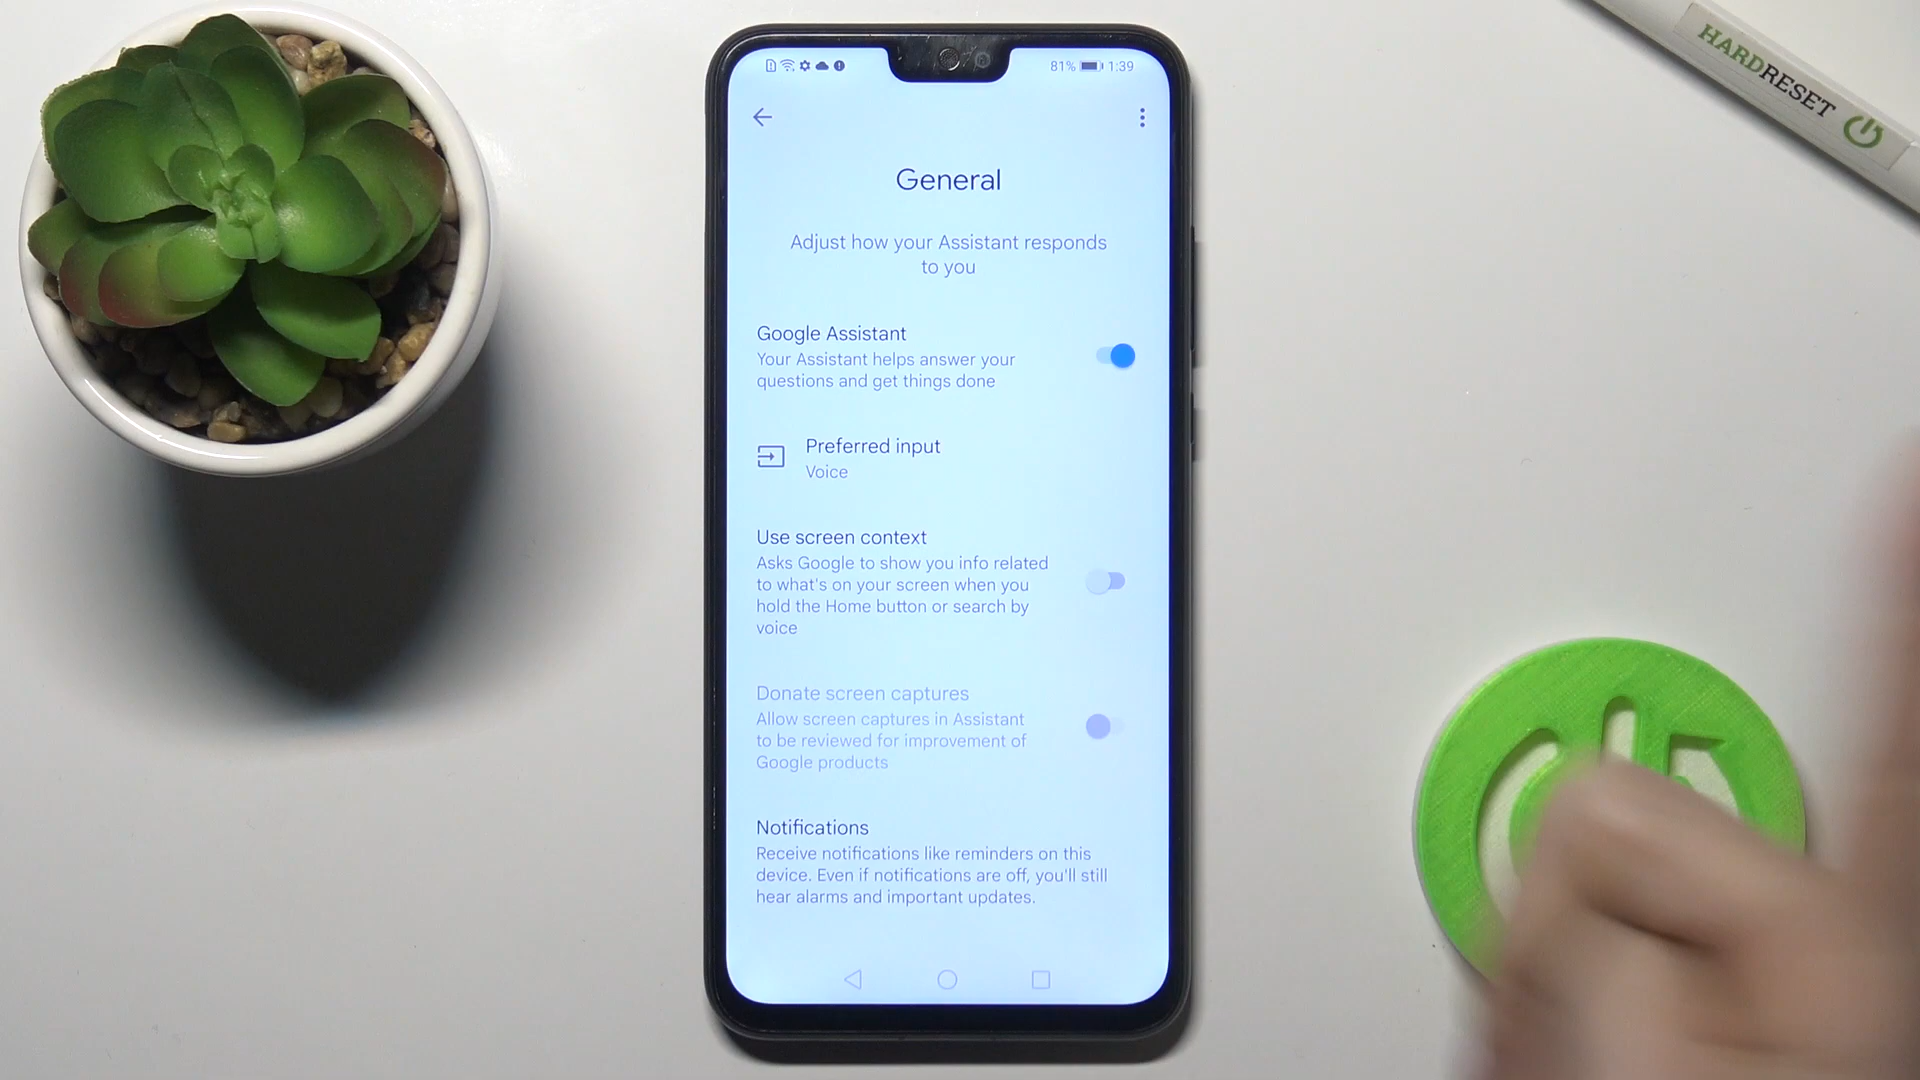 HARDRESET
81% 1:39
General
Adjust how your Assistant responds
to you
Google Assistant
Your Assistant helps answer your
questions and get things done
Preferred input
Voice
Use screen context
Asks Google to show you info related
to what's on your screen when you
hold the Home button or search by
voice
Donate screen captures
Allow screen captures in Assistant
to be reviewed for improvement of
Google products
Notifications
Receive notifications like reminders on this
device. Even if notifications are off, you'll still
hear alarms and important updates.